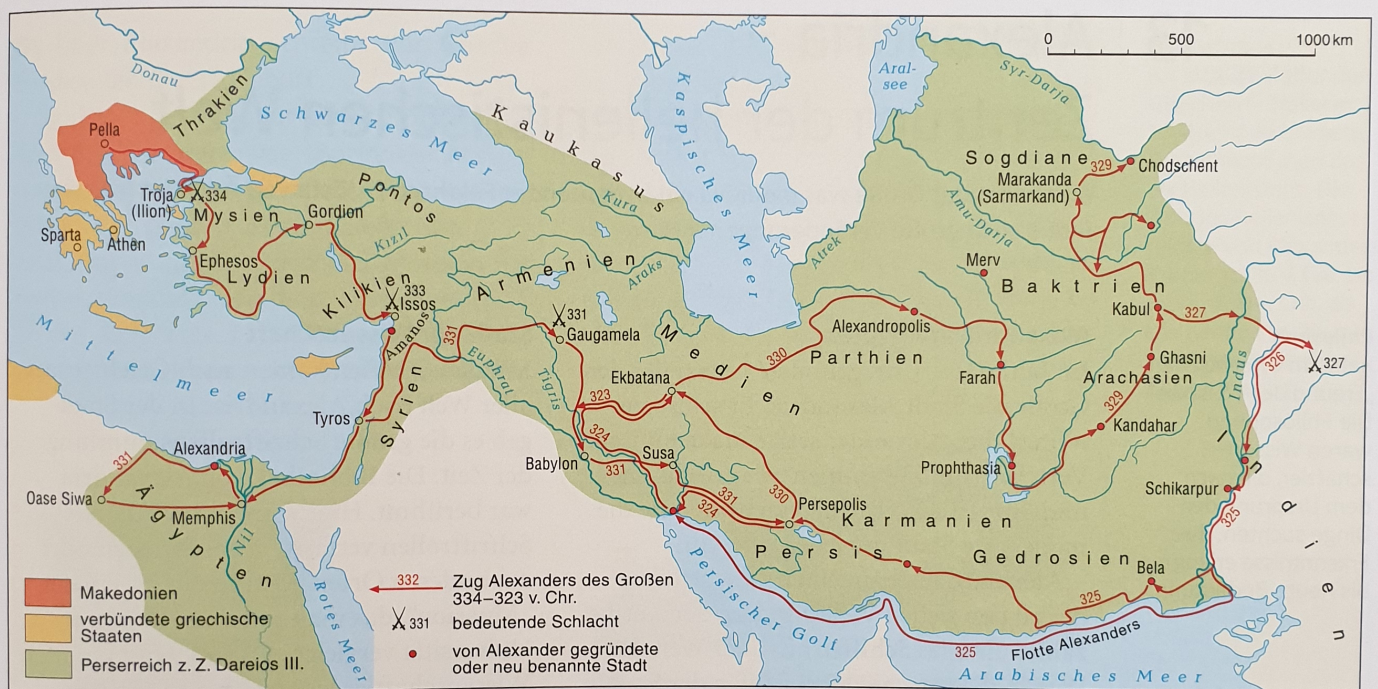 0 500 1000 km
Donau
Thrakien
Schwarzes Meer
Kaukasus
Kaspisches Meer
Aral-
see
Syr-Darja
Pella
Troja
(Ilion)
334
Mysien
Pontos
Gordion
Kızıl
Kura
Araks
Armenien
Atrek
Amu-Darja
Sogdiane
329
Chodschent
Marakanda
(Sarmarkand)
Merv
Baktrien
Kabul
327
Sparta
Athen
Ephesos
Lydien
Kilikien
333
Issos
Amanos
331
331
Gaugamela
Medien
330
Alexandropolis
Parthien
Farah
Ghasni
Arachasien
329
Kandahar
Indus
326
327
Mittelmeer
Euphrat
Tigris
Ekbatana
323
324
Tyros
Syrien
Babylon
331
Susa
331
324
330
Persepolis
Karmanien
Prophthasia
Schikarpur
325
Indien
Alexandria
331
Oase Siwa
Memphis
Ägypten
Nil
Rotes Meer
Persis
Gedrosien
Bela
325
Persischer Golf
325
Flotte Alexanders
Arabisches Meer
Makedonien
verbündete griechische
Staaten
Perserreich z. Z. Dareios III.
332
Zug Alexanders des Großen
334–323 v. Chr.
331
bedeutende Schlacht
von Alexander gegründete
oder neu benannte Stadt